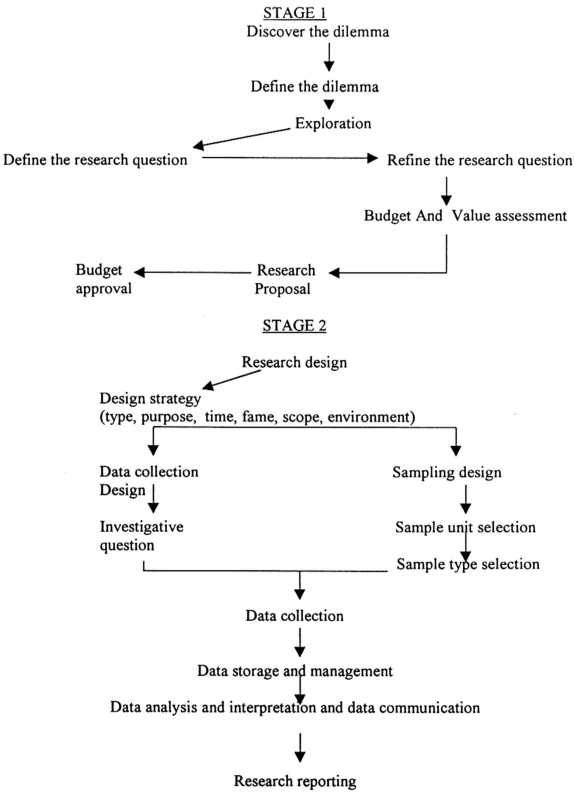 STAGE 1
Discover the dilemma
Define the dilemma
Exploration
Define the research question
Refine the research question
Budget And Value assessment
Budget
approval
Research
Proposal
STAGE 2
Research design
Design strategy
(type, purpose, time, fame, scope, environment)
Data collection
Design
Sampling design
Investigative
question
Sample unit selection
Sample type selection
Data collection
Data storage and management
Data analysis and interpretation and data communication
Research reporting